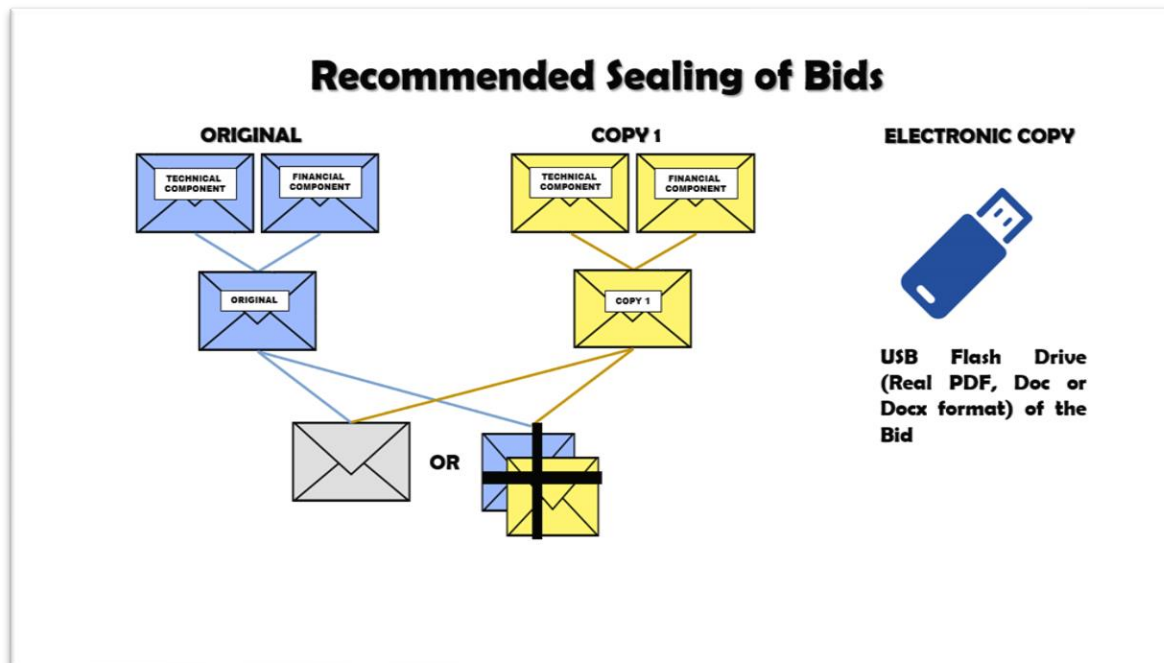 Recommended Sealing of Bids
ORIGINAL
TECHNICAL
COMPONENT
FINANCIAL
COMPONENT
ORIGINAL
COPY 1
TECHNICAL
COMPONENT
FINANCIAL
COMPONENT
COPY 1
OR
ELECTRONIC COPY
USB Flash Drive
(Real PDF, Doc or
Docx format) of the
Bid